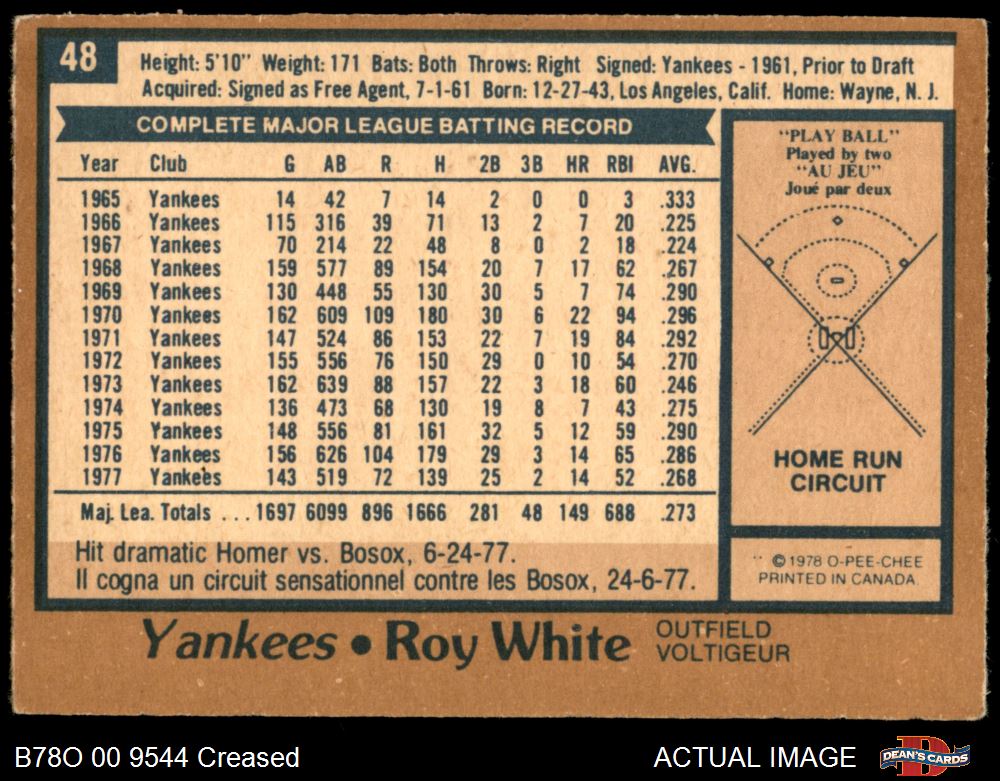 48
Height: 5'10" Weight: 171 Bats: Both Throws: Right Signed: Yankees - 1961, Prior to Draft
Acquired: Signed as Free Agent, 7-1-61 Born: 12-27-43, Los Angeles, Calif. Home: Wayne, N. J.
COMPLETE MAJOR LEAGUE BATTING RECORD
Year Club G AB R H 2B 3B HR RBI AVG.
1965 Yankees 14 42 7 14 2 0 0 3 .333
1966 Yankees 115 316 39 71 13 2 7 20 .225
1967 Yankees 70 214 22 48 8 0 2 18 .224
1968 Yankees 159 577 89 154 20 7 17 62 .267
1969 Yankees 130 448 55 130 30 5 7 74 .290
1970 Yankees 162 609 109 180 30 6 22 94 .296
1971 Yankees 147 524 86 153 22 7 19 84 .292
1972 Yankees 155 556 76 150 29 0 10 54 .270
1973 Yankees 162 639 88 157 22 3 18 60 .246
1974 Yankees 136 473 68 130 19 8 7 43 .275
1975 Yankees 148 556 81 161 32 5 12 59 .290
1976 Yankees 156 626 104 179 29 3 14 65 .286
1977 Yankees 143 519 72 139 25 2 14 52 .268
Maj. Lea. Totals ...1697 6099 896 1666 281 48 149 688 .273
Hit dramatic Homer vs. Bosox, 6-24-77.
Il cogna un circuit sensationnel contre les Bosox, 24-6-77.
"PLAY BALL"
Played by two
"AU JEU"
Joué par deux
HOME RUN
CIRCUIT
©1978 O-PEE-CHEE
PRINTED IN CANADA.
Yankees • Roy White
OUTFIELD
VOLTIGEUR
B78O 00 9544 Creased
ACTUAL IMAGE
DEAN'S CARDS